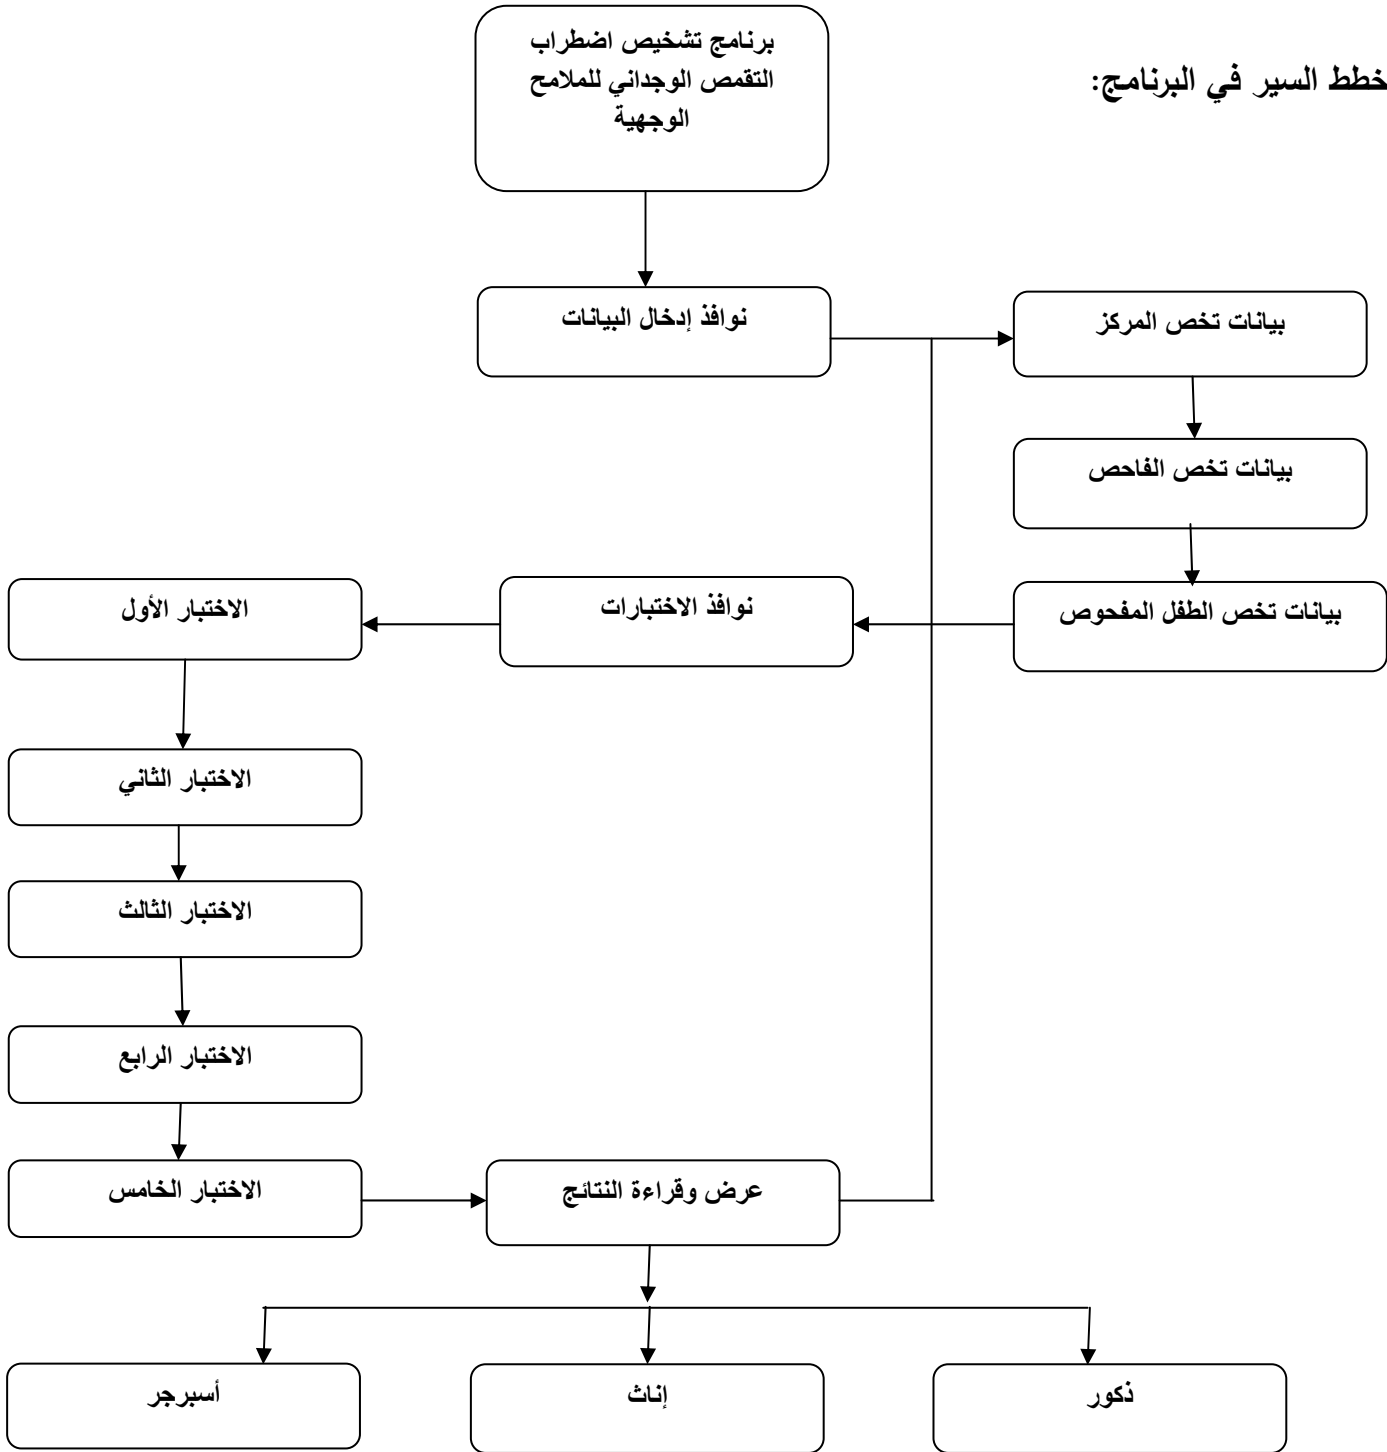 خطط السير في البرنامج:
برنامج تشخيص اضطراب
التقمص الوجداني للملامح
الوجهية
نوافذ إدخال البيانات
بيانات تخص المركز
بيانات تخص الفاحص
بيانات تخص الطفل المفحوص
نوافذ الاختبارات
الاختبار الأول
الاختبار الثاني
الاختبار الثالث
الاختبار الرابع
الاختبار الخامس
عرض وقراءة النتائج
ذكور
إناث
أسبرجر